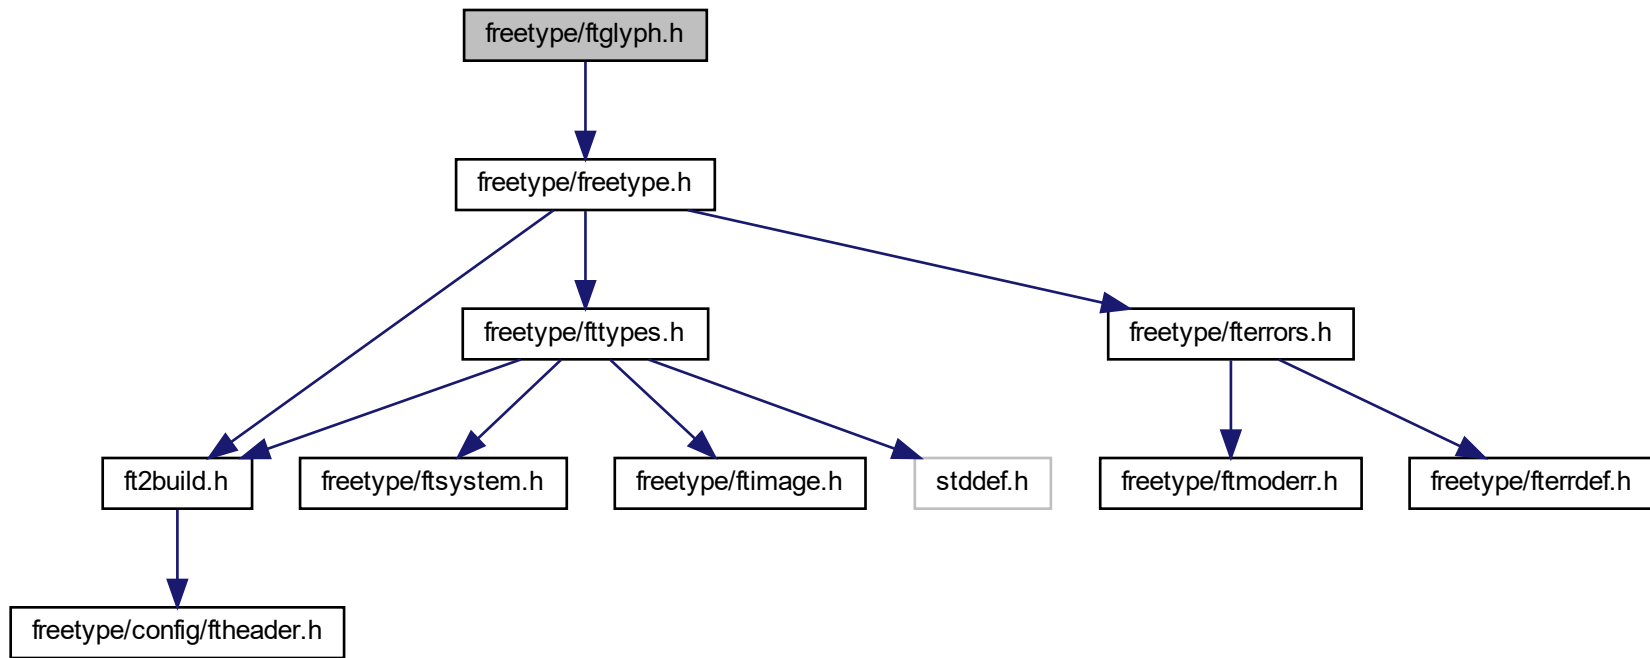 freetype/ftglyph.h
freetype/freetype.h
freetype/fttypes.h
freetype/fterrors.h
ft2build.h
freetype/ftsystem.h
freetype/ftimage.h
stddef.h
freetype/ftmoderr.h
freetype/fterrdef.h
freetype/config/ftheader.h